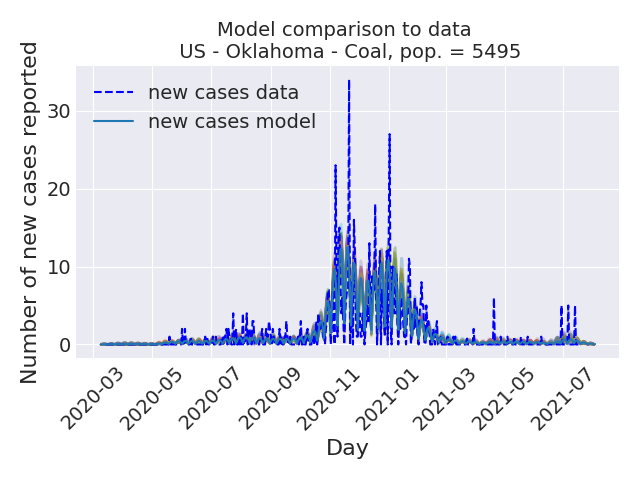 Model comparison to data
US - Oklahoma - Coal, pop. = 5495
Number of new cases reported
30
20
10
0
new cases data
new cases model
2020-03
2020-05
2020-07
2020-09
2020-11
2021-01
2021-03
2021-05
2021-07
Day